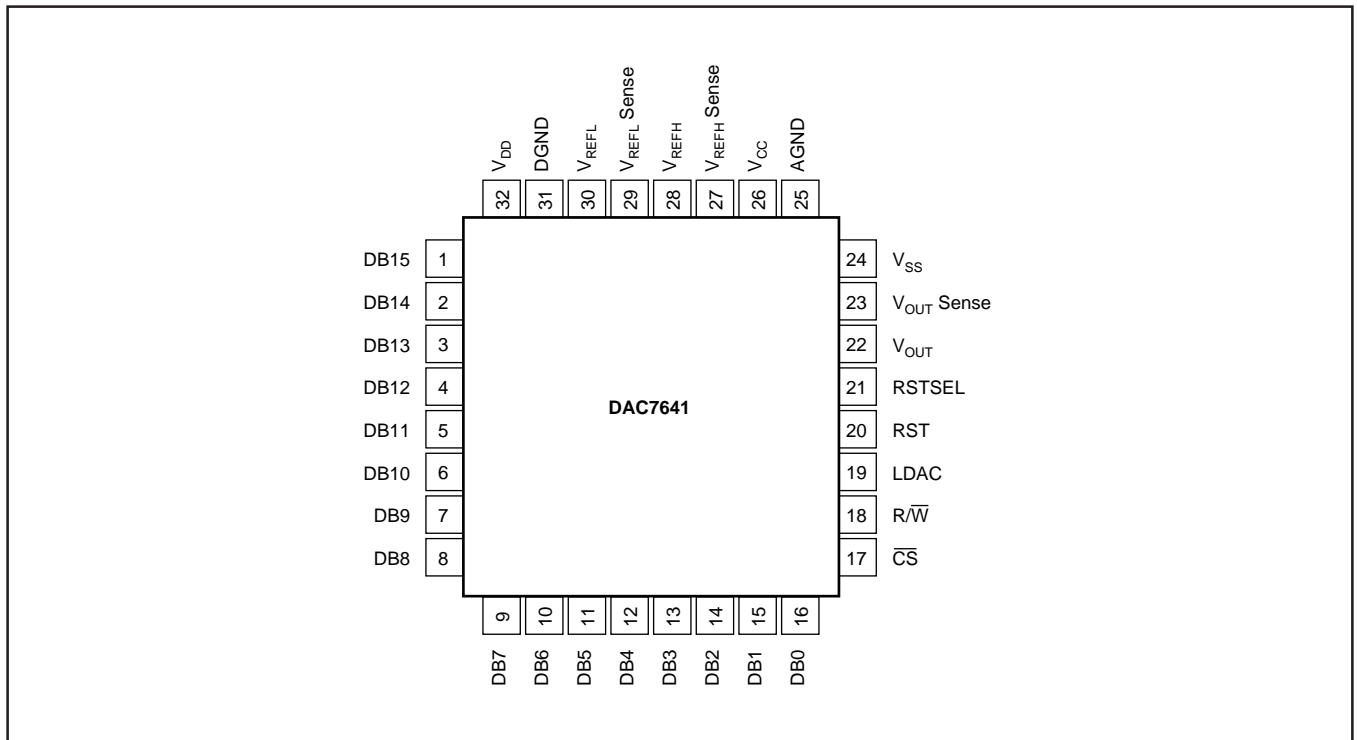 V_DD
DGND
V_REFL
V_REFL Sense
V_REFH
V_REFH Sense
V_CC
AGND
32
31
30
29
28
27
26
25
DB15 1
DB14 2
DB13 3
DB12 4
DB11 5
DB10 6
DB9 7
DB8 8
DAC7641
24 V_SS
23 V_OUT Sense
22 V_OUT
21 RSTSEL
20 RST
19 LDAC
18 R/W̅
17 C̅S̅
9
10
11
12
13
14
15
16
DB7
DB6
DB5
DB4
DB3
DB2
DB1
DB0